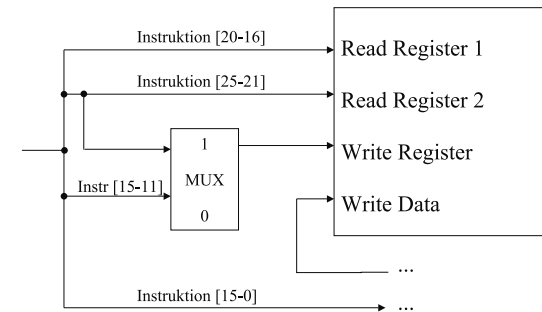 Instruktion [20-16]
Read Register 1
Instruktion [25-21]
Read Register 2
1
Write Register
MUX
Instr [15-11]
0
Write Data
...
Instruktion [15-0]
...